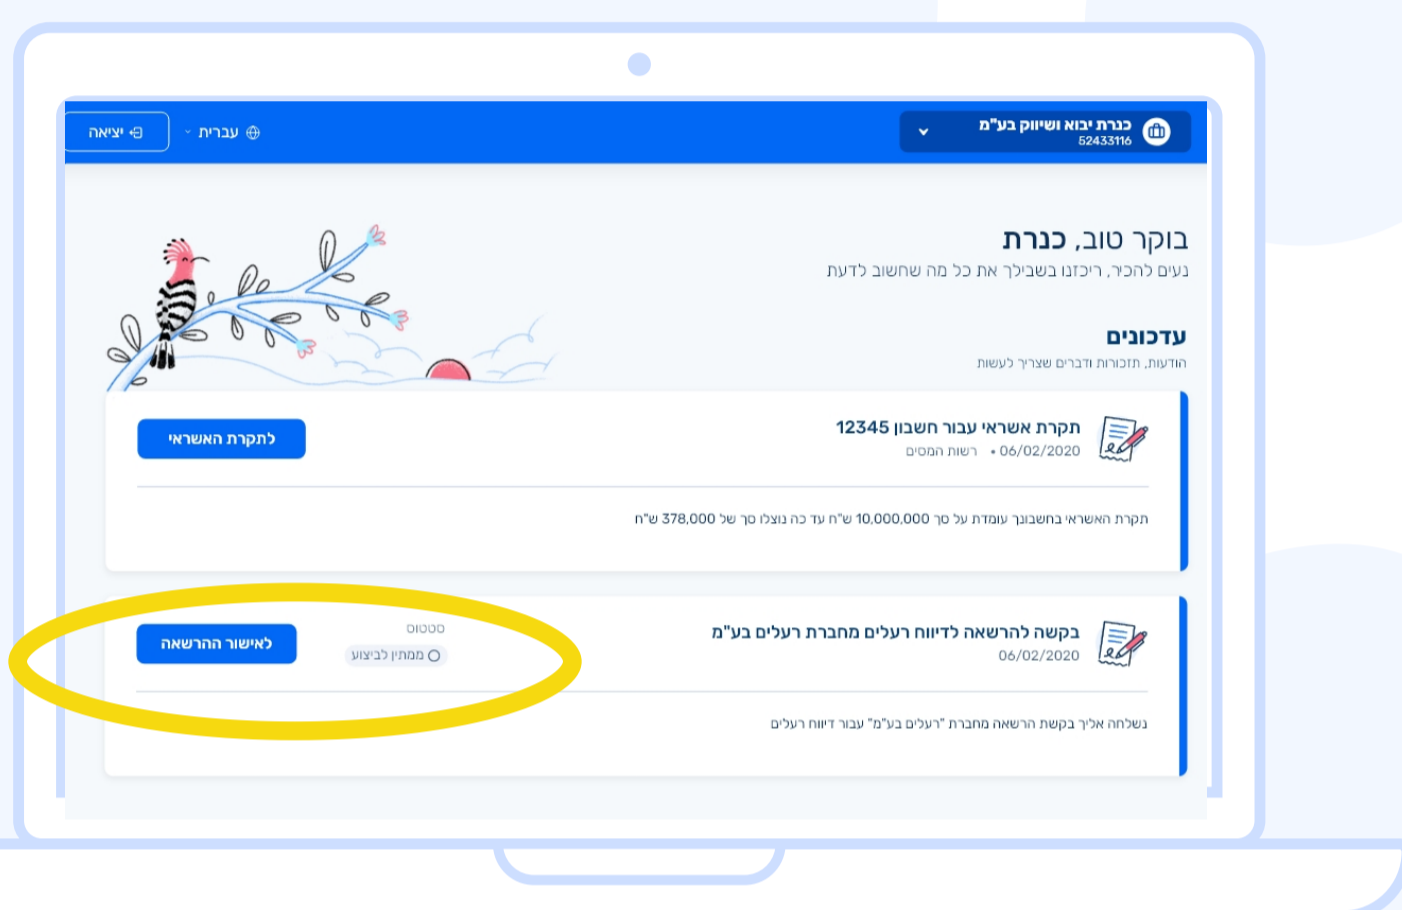 כנרת יבוא ושיווק בע"מ
52433116
עברית
יציאה
בוקר טוב, כנרת
נעים להכיר, ריכזנו בשבילך את כל מה שחשוב לדעת
עדכונים
הודעות, תזכורות ודברים שצריך לעשות
תקרת אשראי עבור חשבון 12345
06/02/2020 • רשות המסים
לתקרת האשראי
תקרת האשראי בחשבונך עומדת על סך 10,000,000 ש"ח עד כה נוצלו סך של 378,000 ש"ח
בקשה להרשאה לדיווח רעלים מחברת רעלים בע"מ
06/02/2020
סטטוס
ממתין לביצוע
לאישור ההרשאה
נשלחה אליך בקשת הרשאה מחברת "רעלים בע"מ" עבור דיווח רעלים